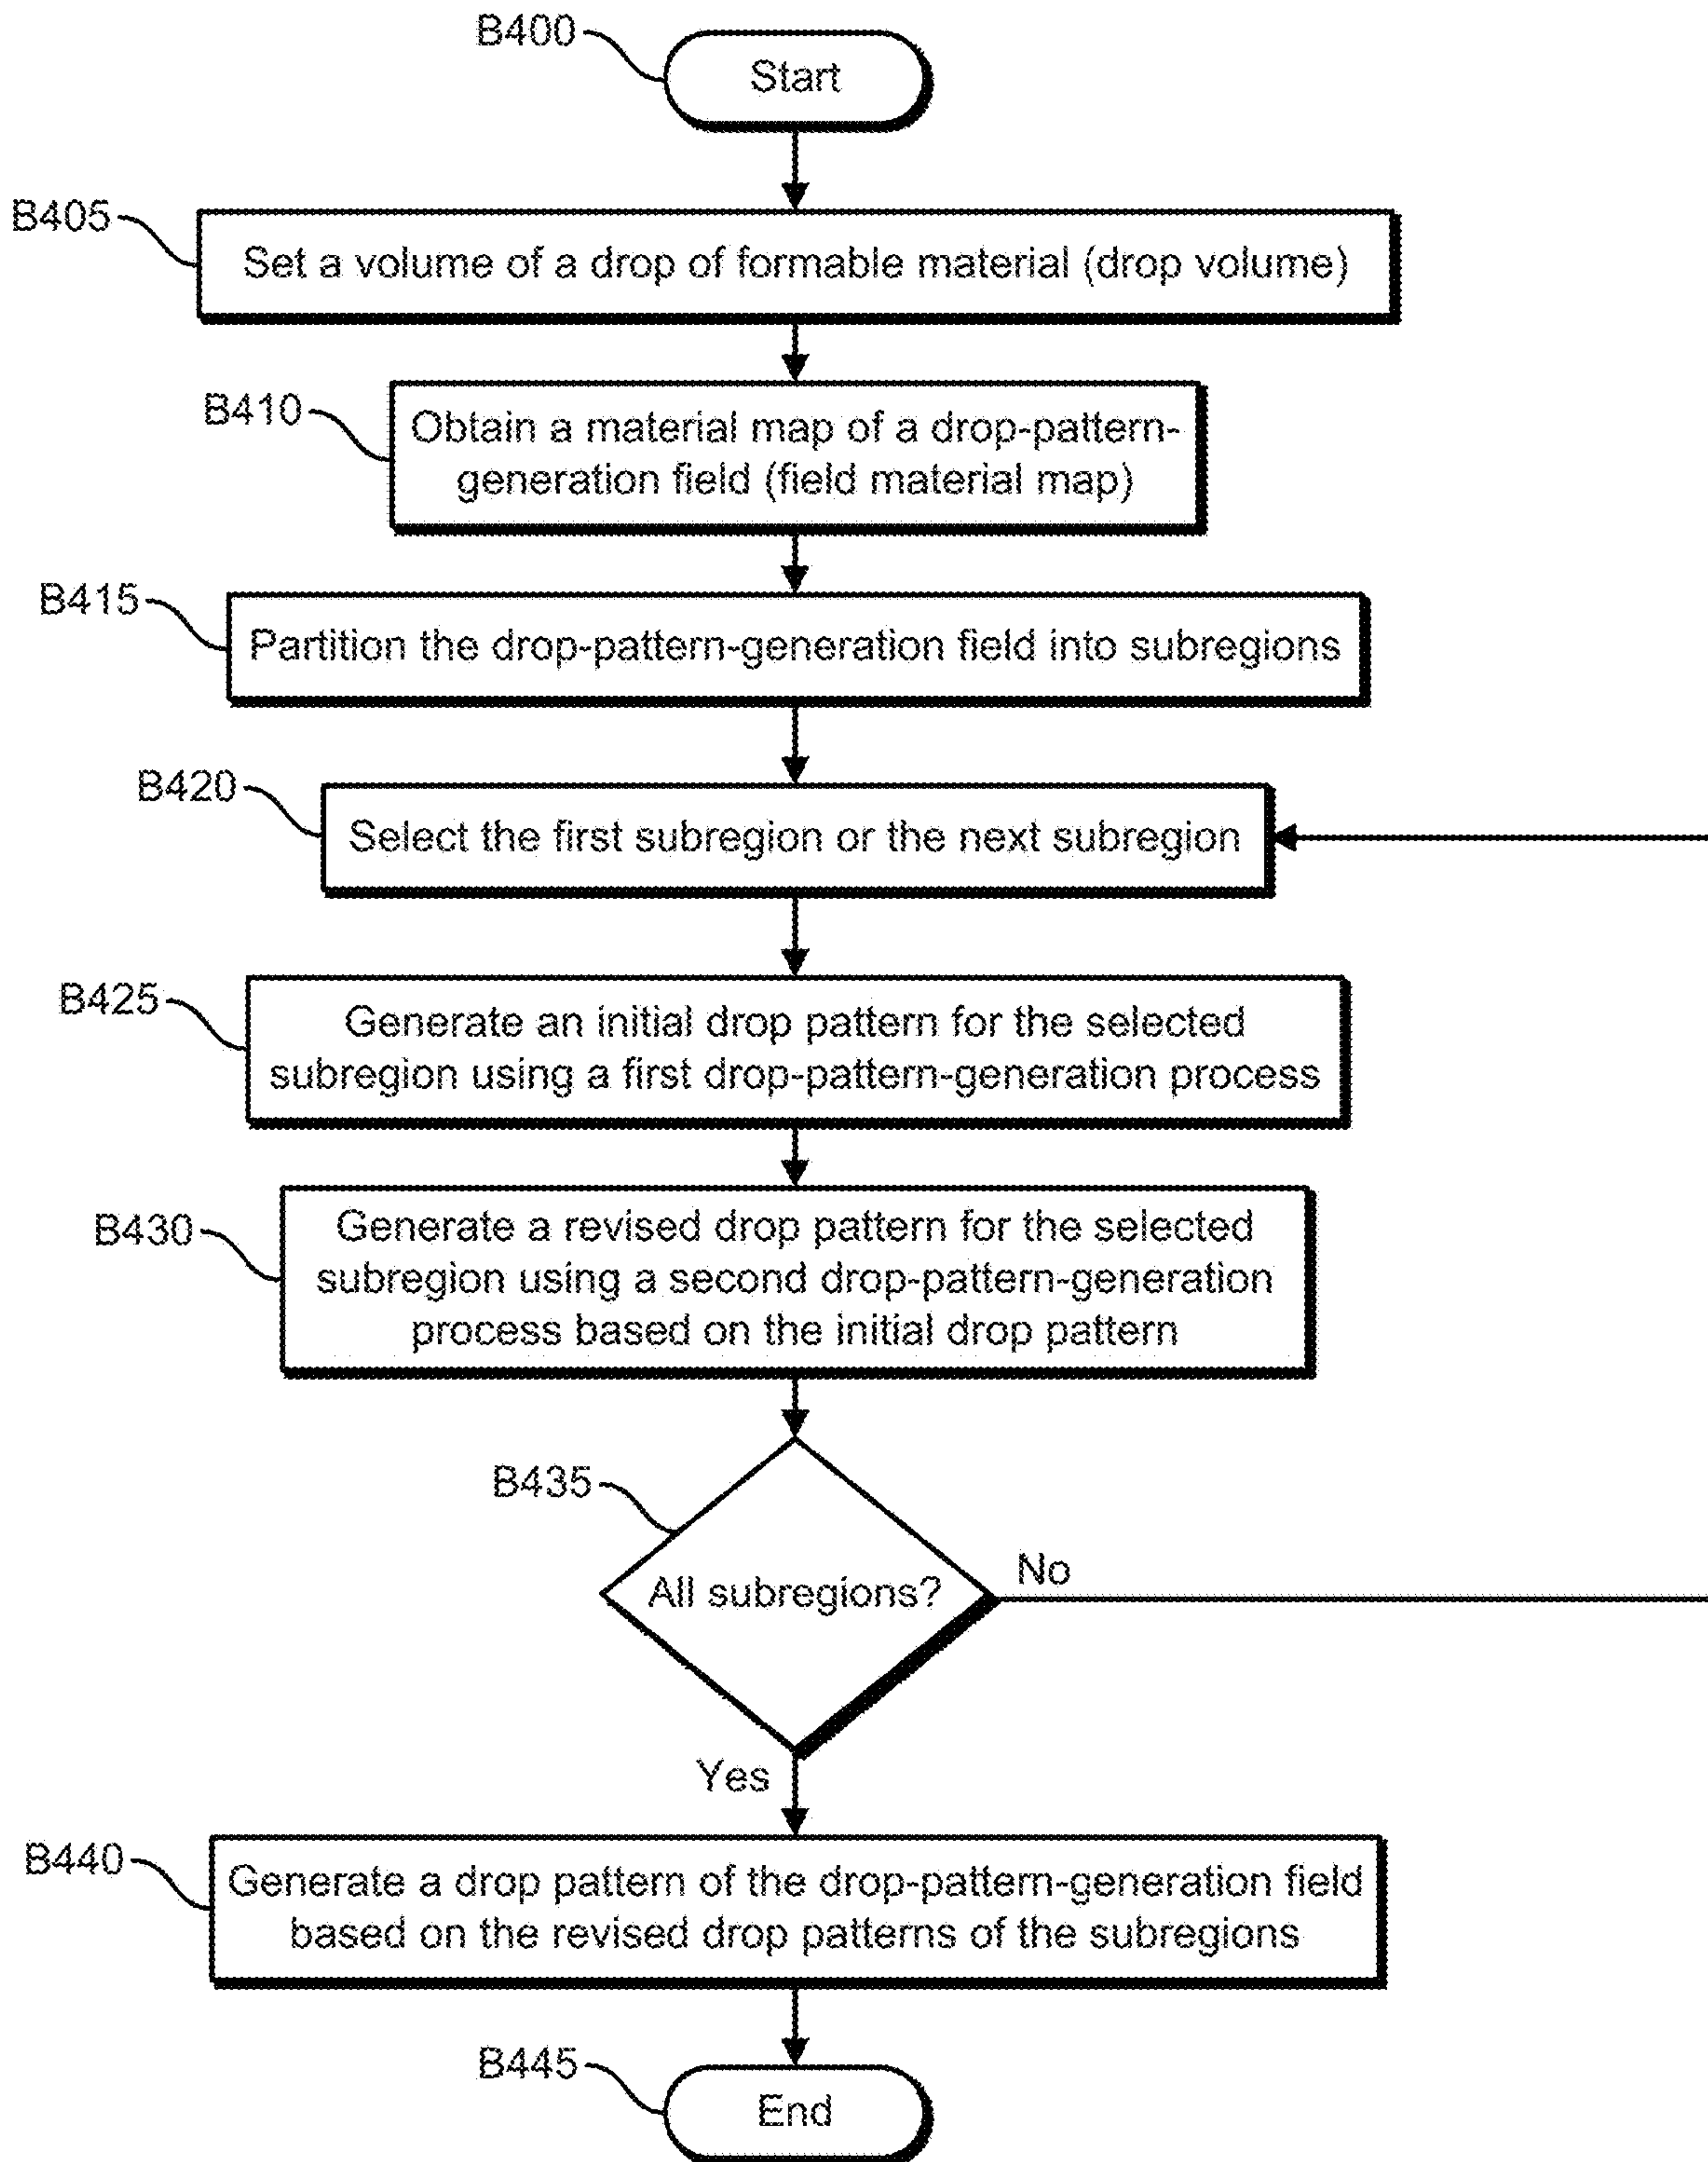 B400
Start
B405
Set a volume of a drop of formable material (drop volume)
B410
Obtain a material map of a drop-pattern-
generation field (field material map)
B415
Partition the drop-pattern-generation field into subregions
B420
Select the first subregion or the next subregion
B425
Generate an initial drop pattern for the selected
subregion using a first drop-pattern-generation process
B430
Generate a revised drop pattern for the selected
subregion using a second drop-pattern-generation
process based on the initial drop pattern
B435
All subregions?
No
Yes
B440
Generate a drop pattern of the drop-pattern-generation field
based on the revised drop patterns of the subregions
B445
End